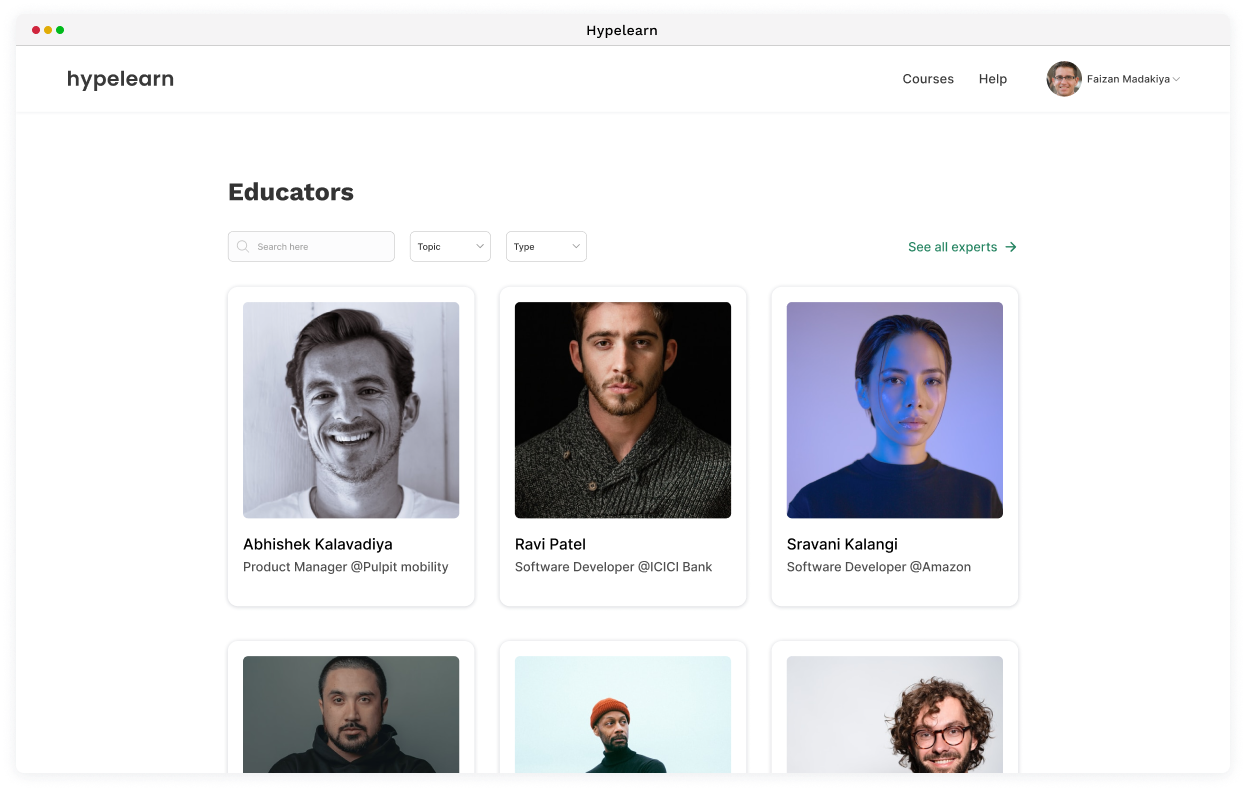 Hypelearn
hypelearn
Courses
Help
Faizan Madakiya
Educators
Search here
Topic
Type
See all experts
Abhishek Kalavadiya
Product Manager @Pulpit mobility
Ravi Patel
Software Developer @ICICI Bank
Sravani Kalangi
Software Developer @Amazon